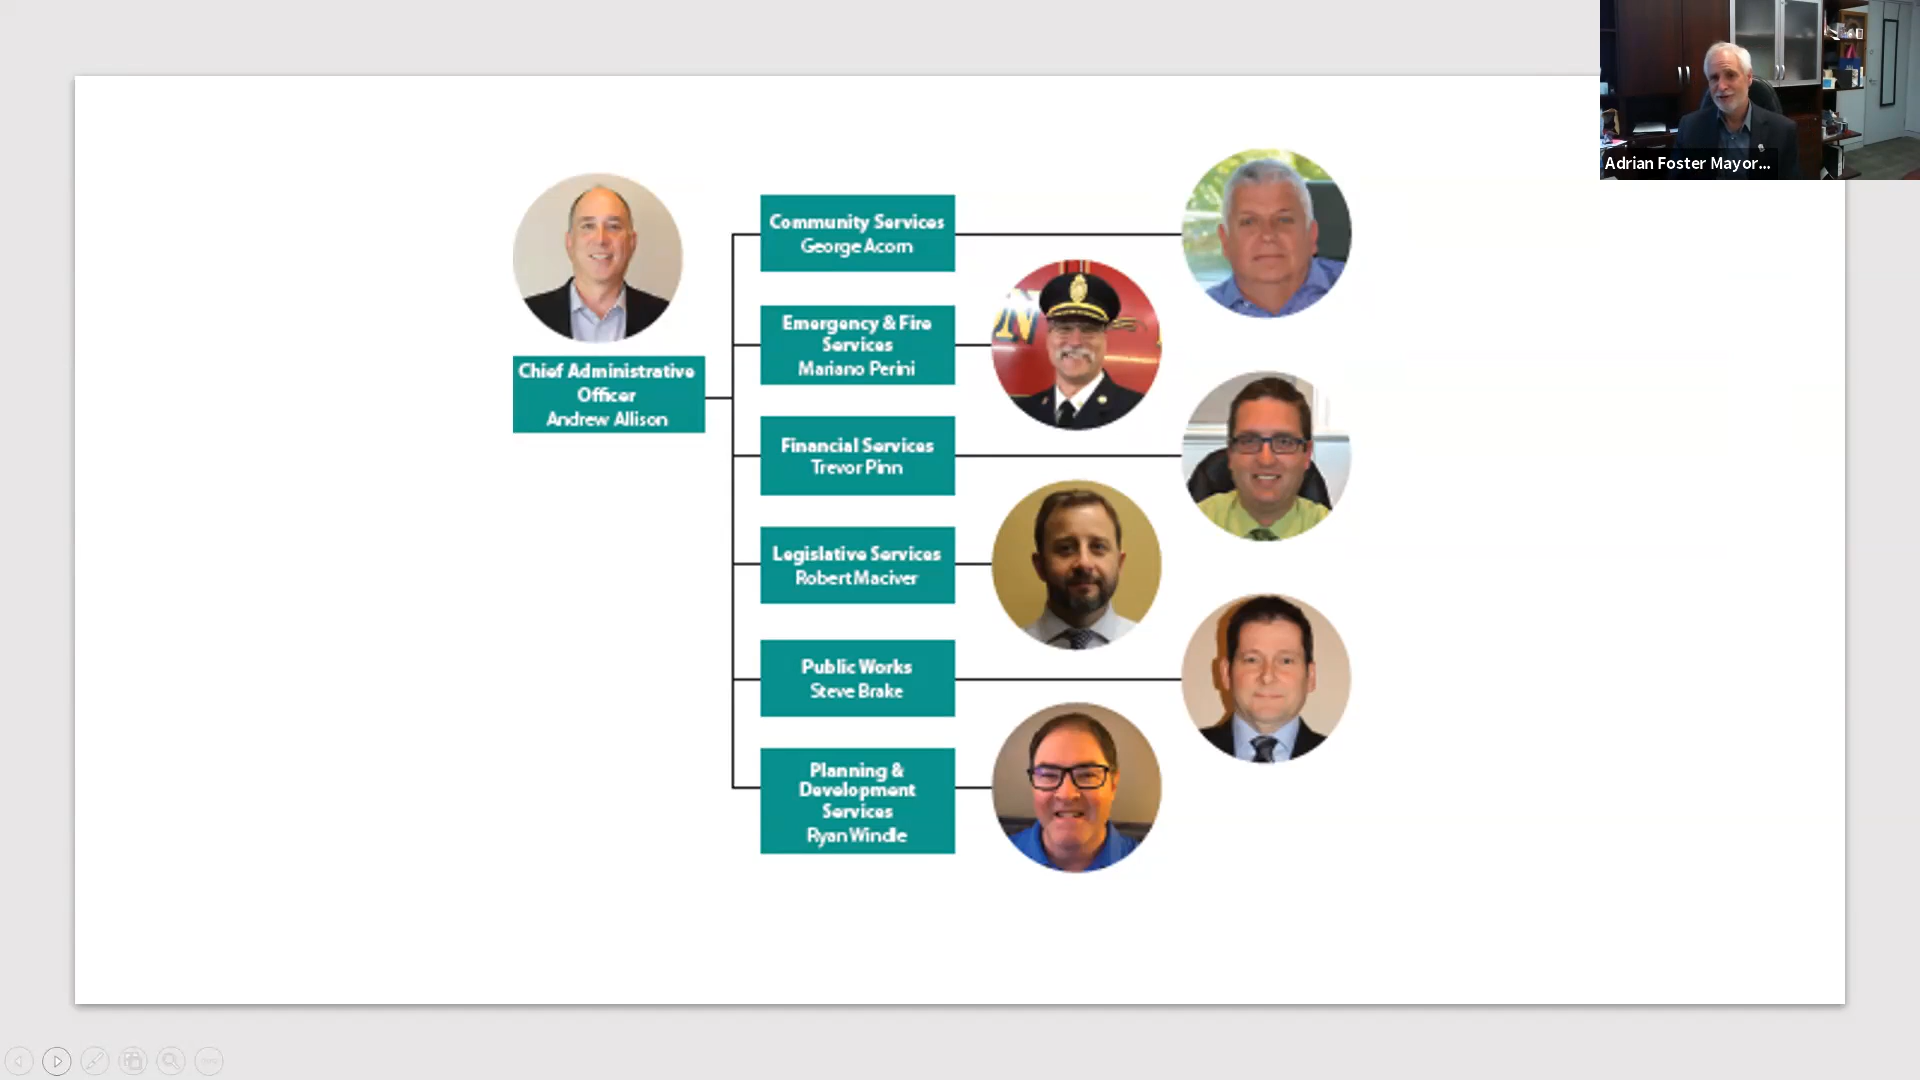 Adrian Foster Mayor...
Chief Administrative
Officer
Andrew Allison
Community Services
George Acorn
Emergency & Fire
Services
Mariano Perini
Financial Services
Trevor Pinn
Legislative Services
Robert Maciver
Public Works
Steve Brake
Planning &
Development
Services
Ryan Windle
N